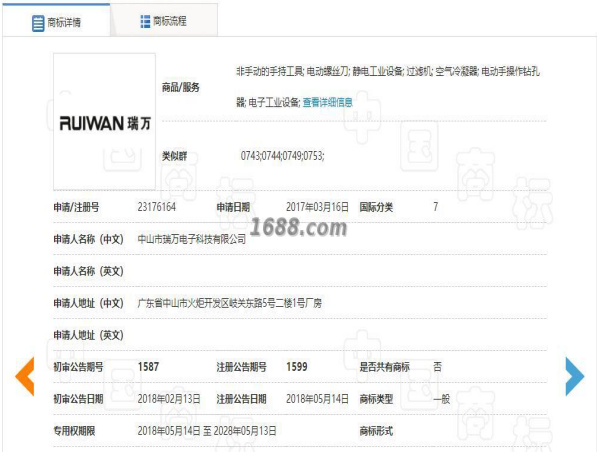 商标详情 商标流程
商品/服务 非手动的手持工具; 电动螺丝刀; 静电工业设备; 过滤机; 空气冷凝器; 电动手操作钻孔
器; 电子工业设备; 查看详细信息
RUIWAN 瑞万
类似群 0743;0744;0749;0753;
申请/注册号 23176164 申请日期 2017年03月16日 国际分类 7
1688.com
申请人名称（中文） 中山市瑞万电子科技有限公司
申请人名称（英文）
申请人地址（中文） 广东省中山市火炬开发区岐关东路5号二楼1号厂房
申请人地址（英文）
初审公告期号 1587 注册公告期号 1599 是否共有商标 否
初审公告日期 2018年02月13日 注册公告日期 2018年05月14日 商标类型 一般
专用权期限 2018年05月14日 至 2028年05月13日 商标形式
中国商标
中国商标